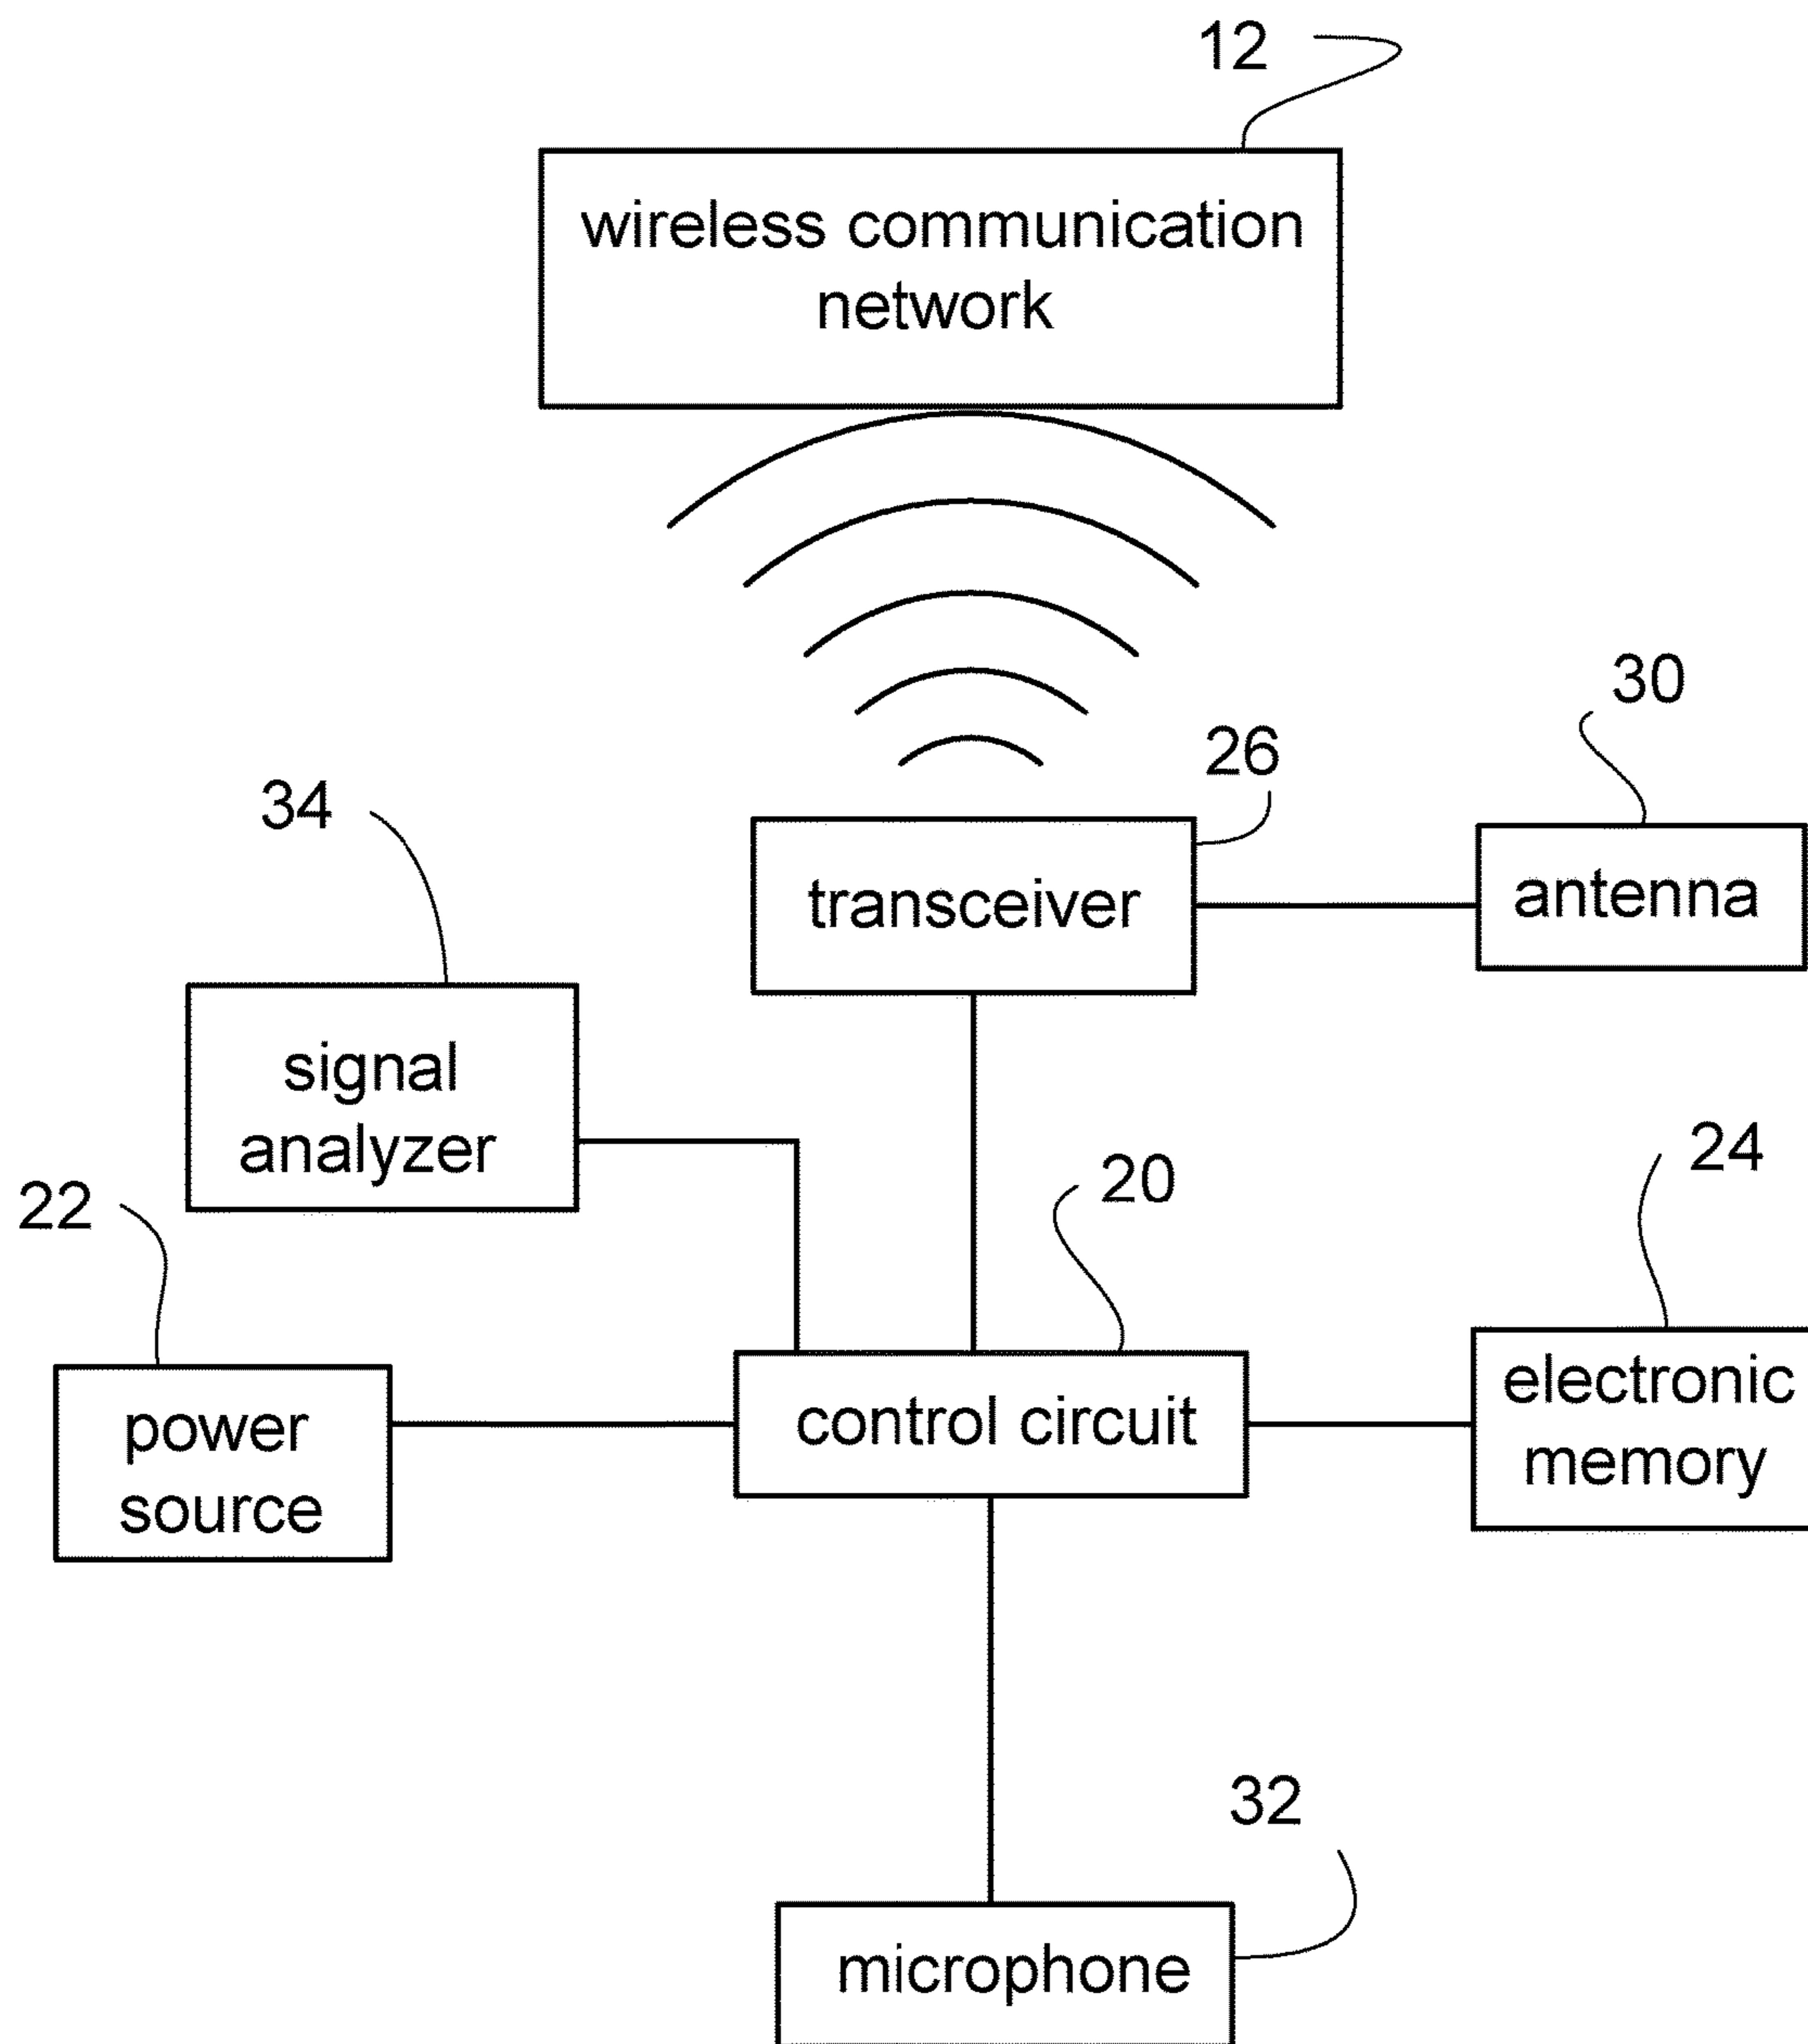 12
wireless communication
network
30
26
34
transceiver
antenna
signal
analyzer
24
20
22
electronic
memory
control circuit
power
source
32
microphone